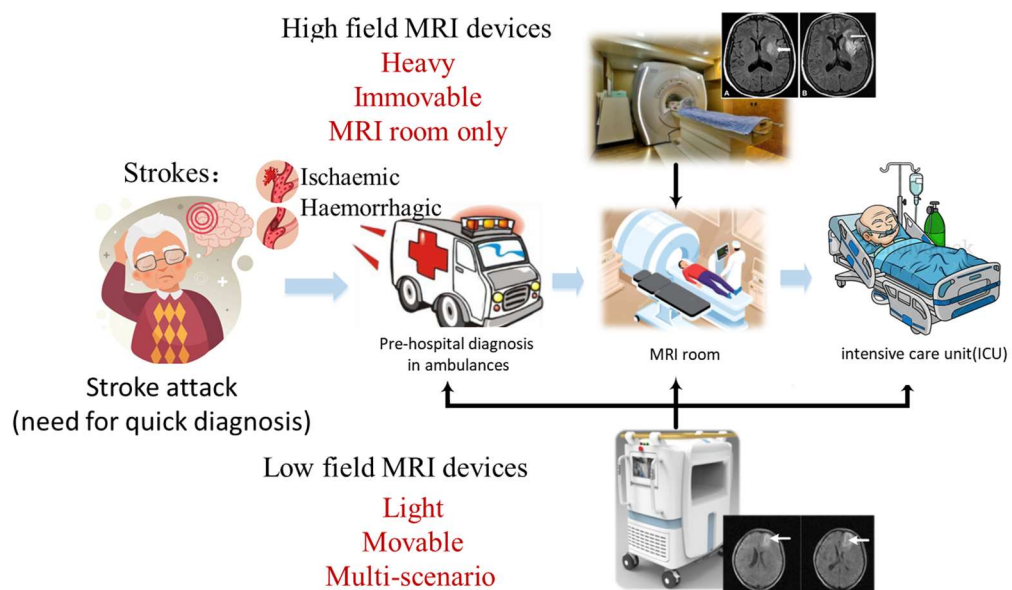 High field MRI devices
Heavy
Immovable
MRI room only
A
B
Strokes：
Ischaemic
Haemorrhagic
Pre-hospital diagnosis
in ambulances
MRI room
intensive care unit(ICU)
Stroke attack
(need for quick diagnosis)
Low field MRI devices
Light
Movable
Multi-scenario